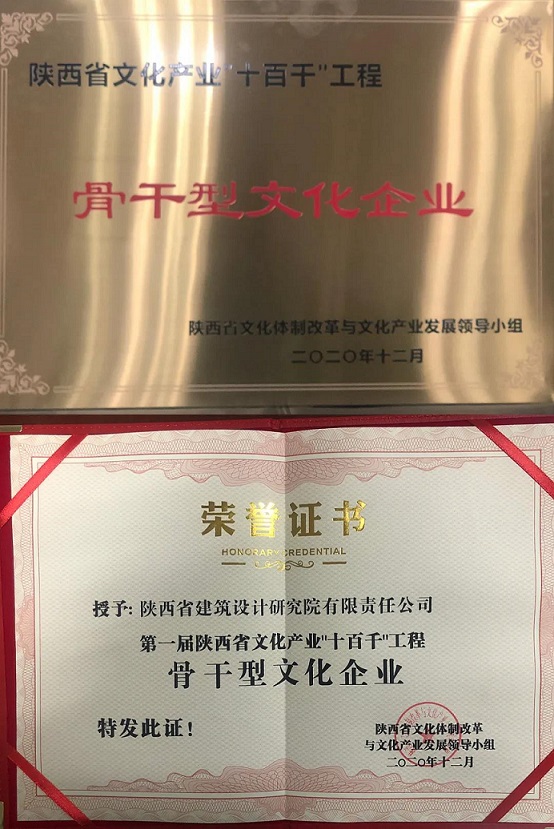 陕西省文化产业"十百千"工程
骨干型文化企业
陕西省文化体制改革与文化产业发展领导小组
二〇二〇年十二月
荣誉证书
HONORARY CREDENTIAL
授予: 陕西省建筑设计研究院有限责任公司
第一届陕西省文化产业"十百千"工程
骨干型文化企业
特发此证!
陕西省文化体制改革
与文化产业发展领导小组
二〇二〇年十二月